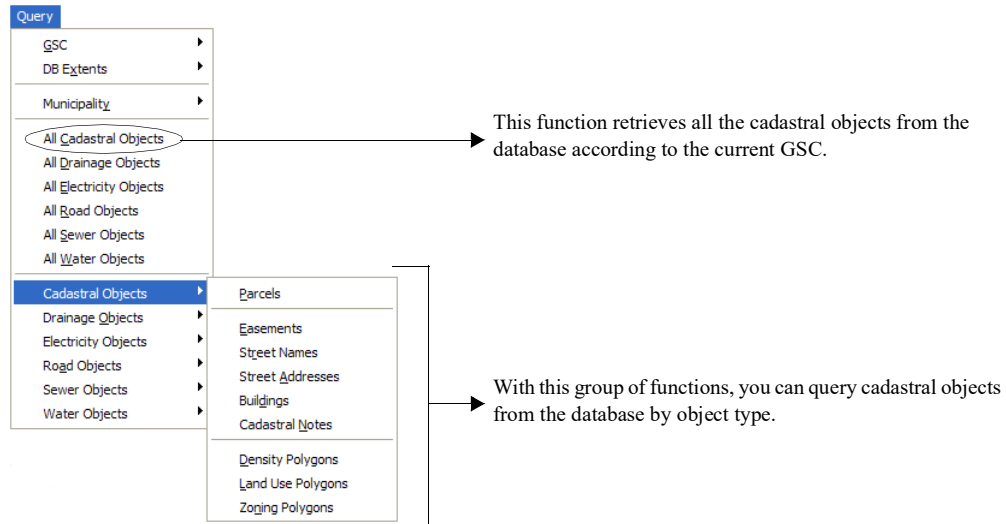 Query
GSC
DB Extents
Municipality
All Cadastral Objects
All Drainage Objects
All Electricity Objects
All Road Objects
All Sewer Objects
All Water Objects
Cadastral Objects
Drainage Objects
Electricity Objects
Road Objects
Sewer Objects
Water Objects
Parcels
Easements
Street Names
Street Addresses
Buildings
Cadastral Notes
Density Polygons
Land Use Polygons
Zoning Polygons
This function retrieves all the cadastral objects from the
database according to the current GSC.
With this group of functions, you can query cadastral objects
from the database by object type.